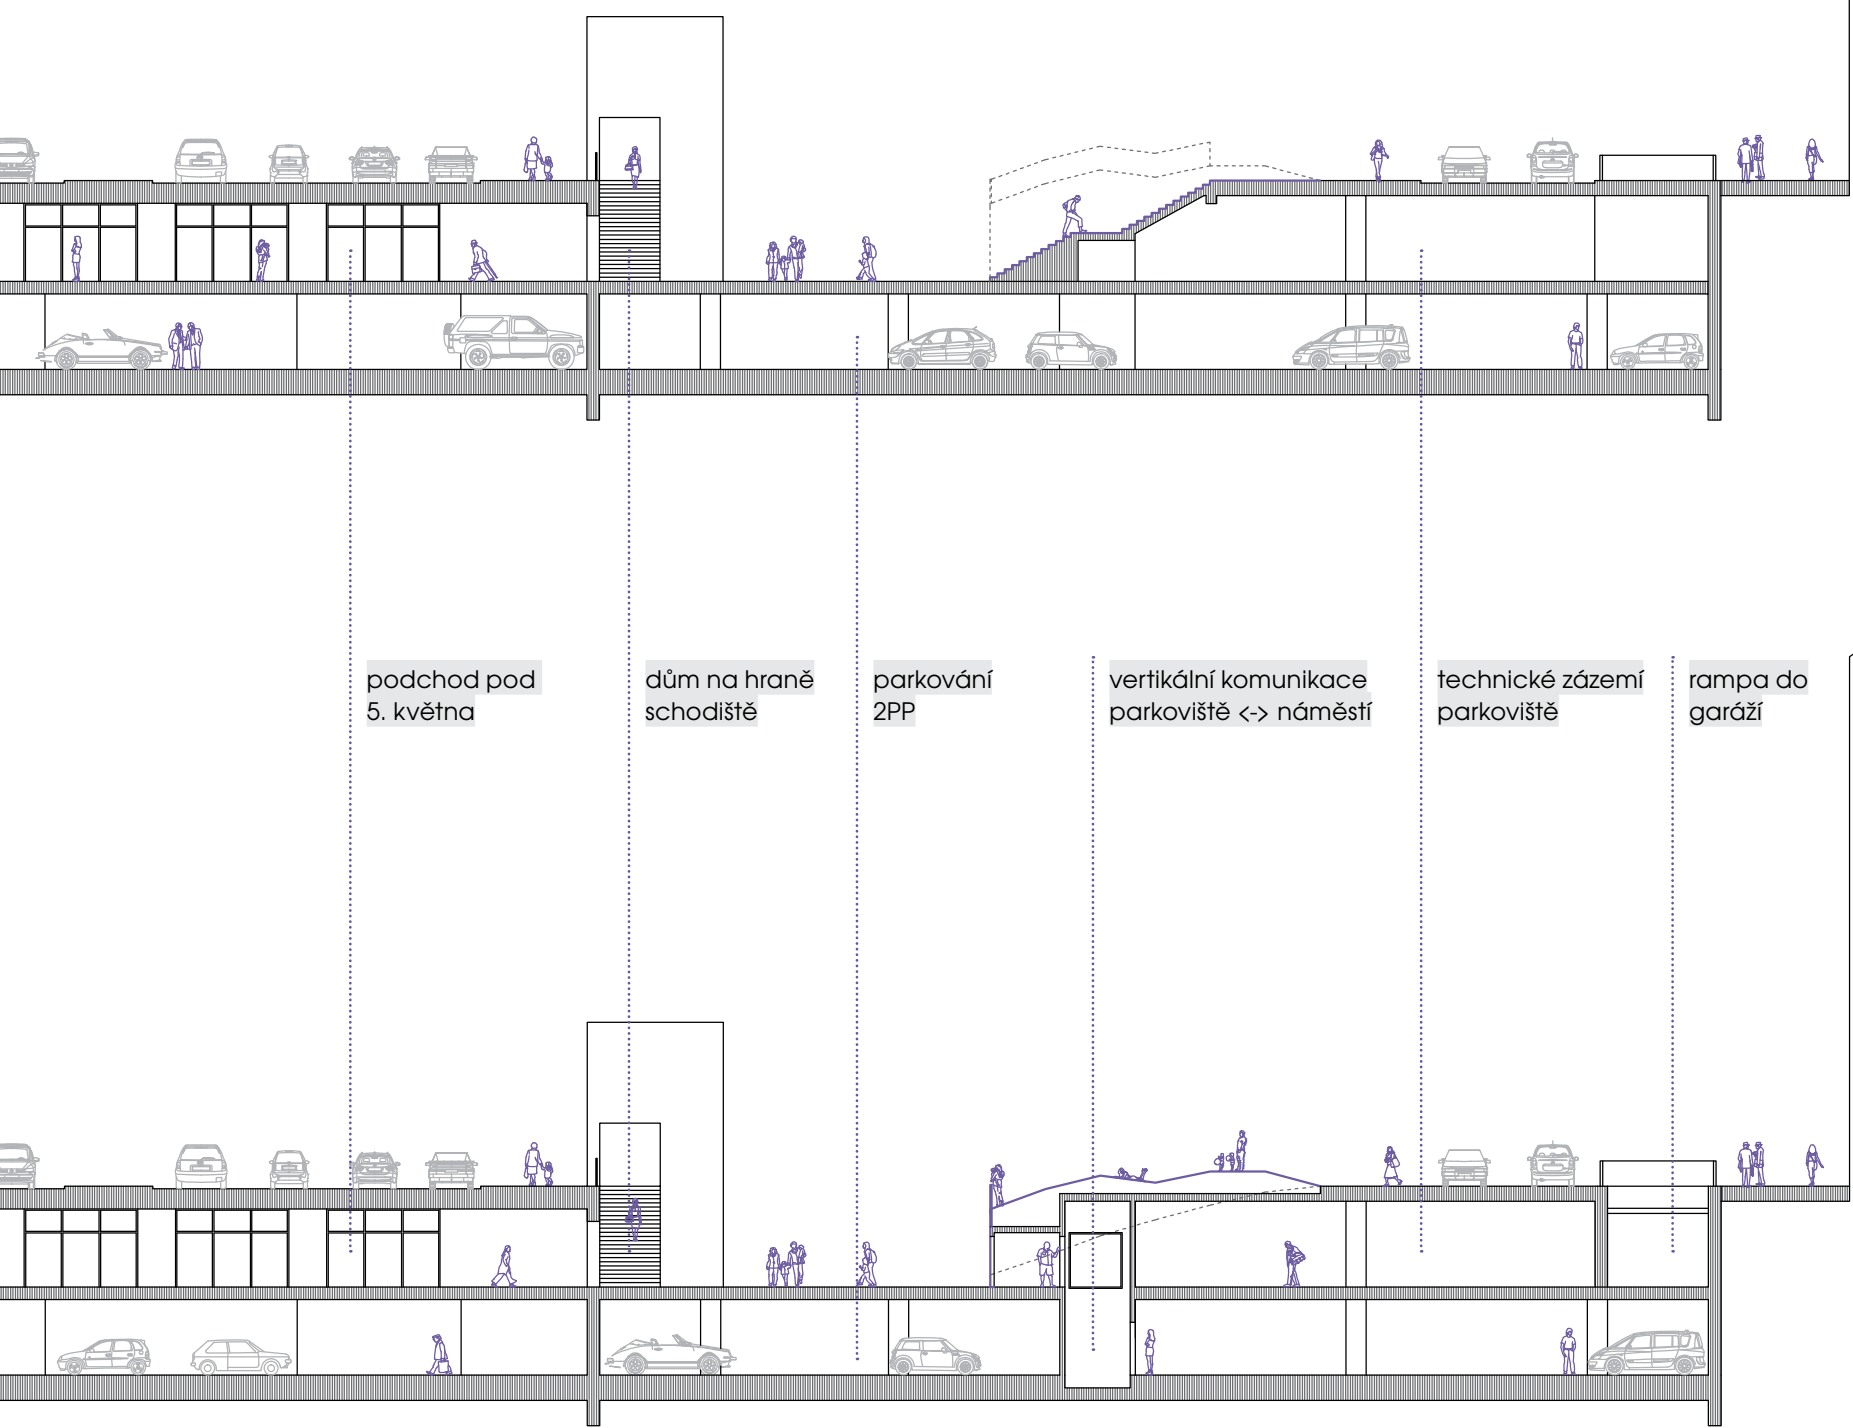 podchod pod
5. května
dům na hraně
schodiště
parkování
2PP
vertikální komunikace
parkoviště <-> náměstí
technické zázemí
parkoviště
rampa do
garáží